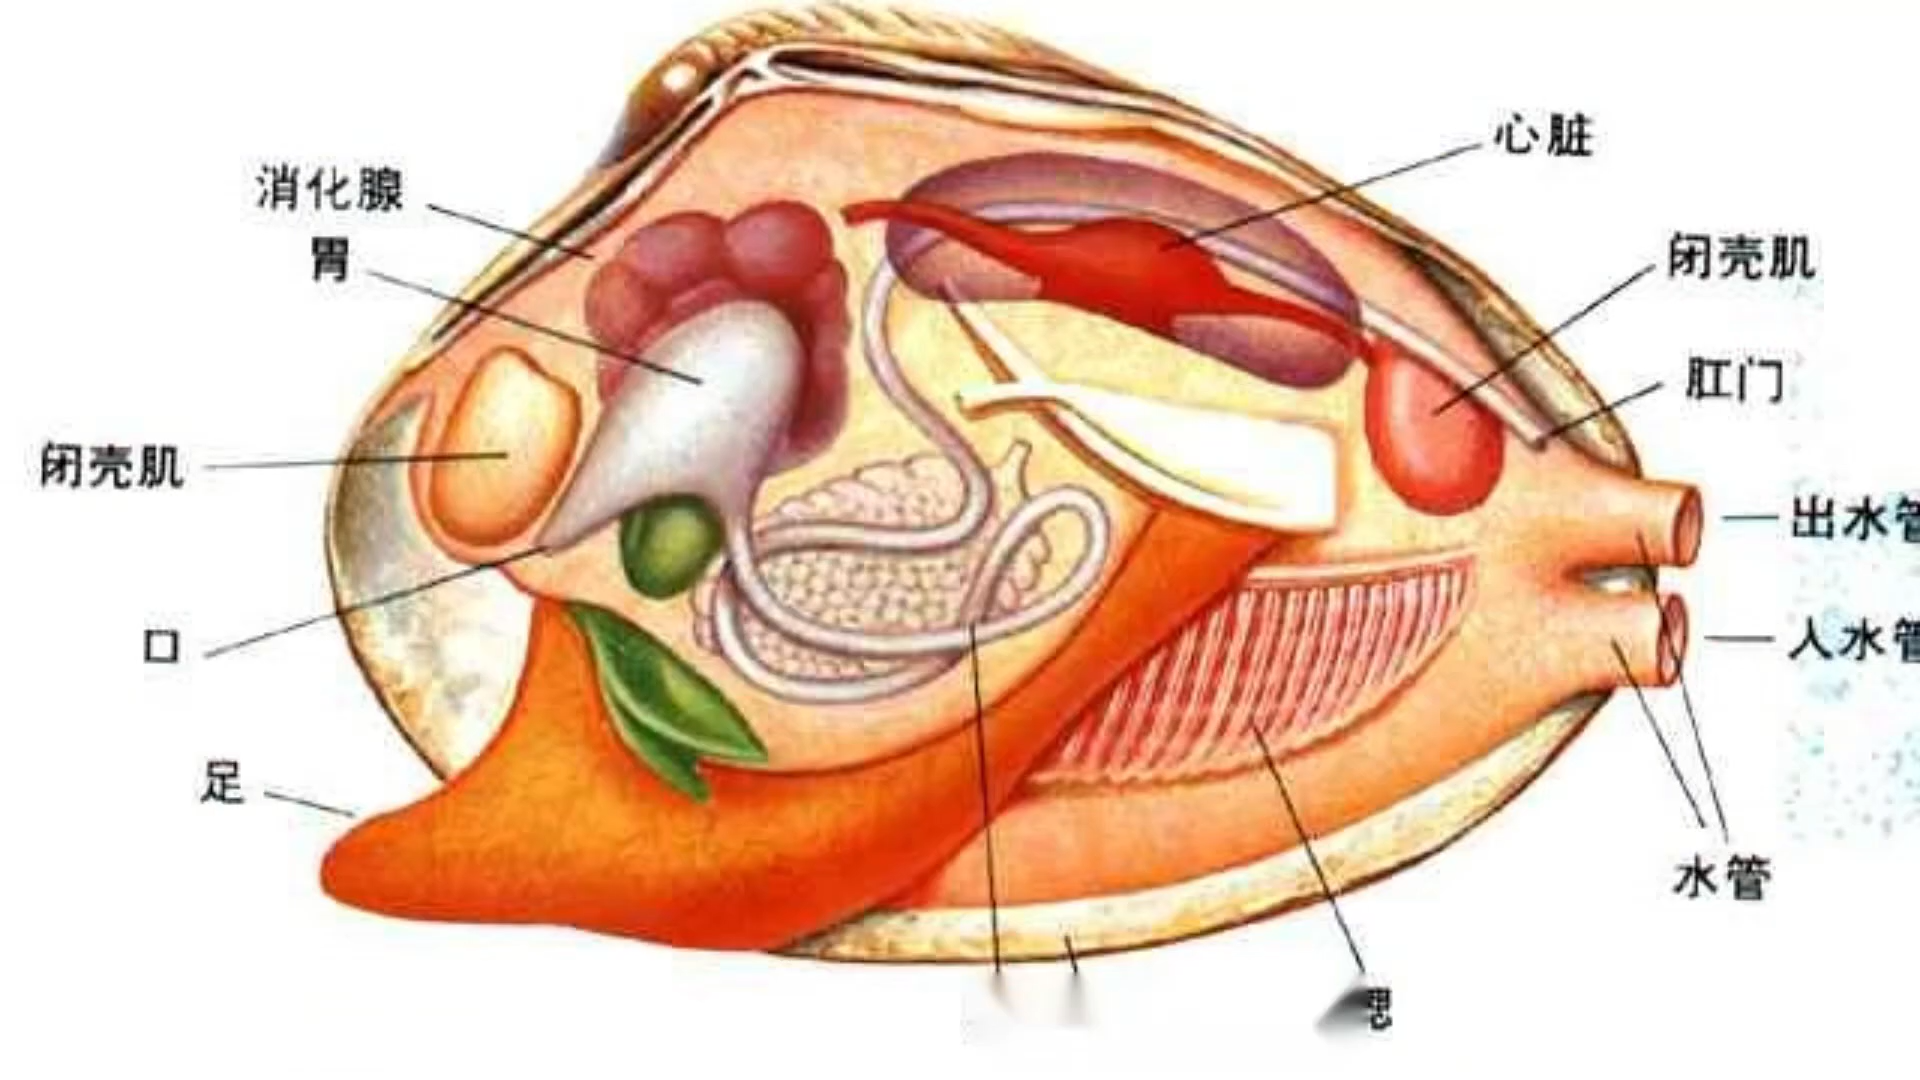 心脏
消化腺
胃
闭壳肌
肛门
闭壳肌
出水管
人水管
口
足
水管